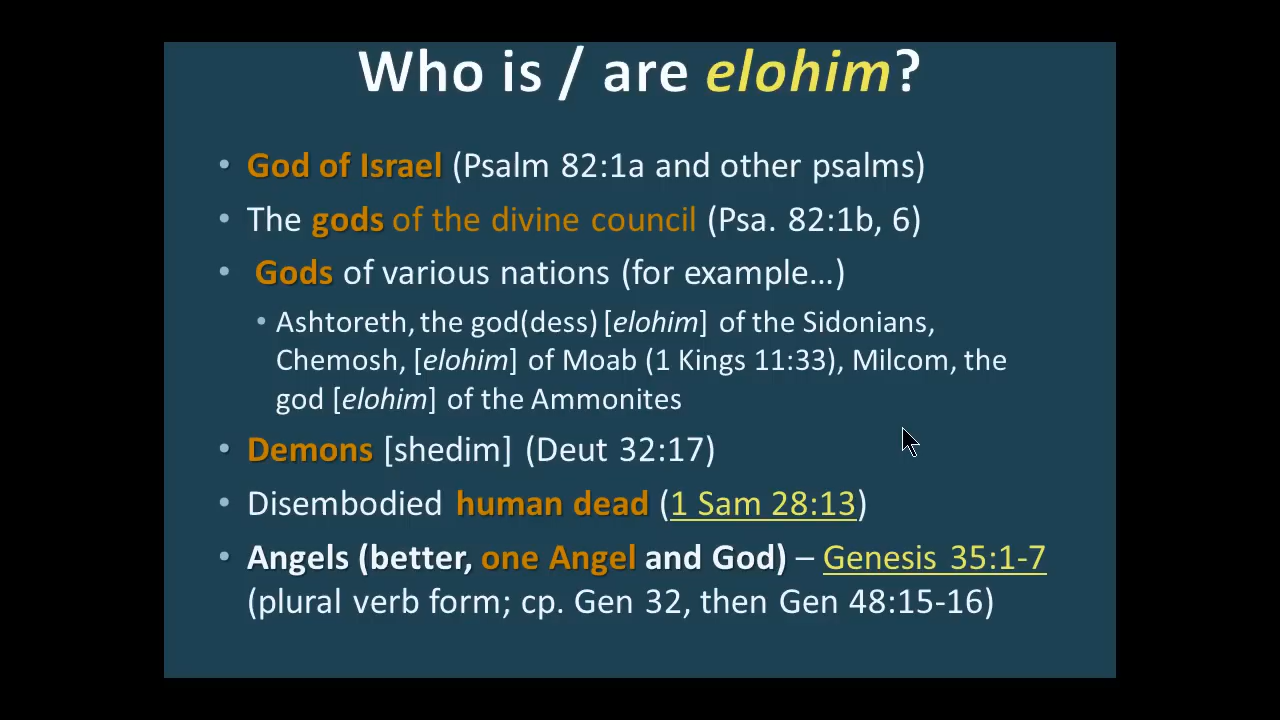 Who is / are elohim?
• God of Israel (Psalm 82:1a and other psalms)
• The gods of the divine council (Psa. 82:1b, 6)
• Gods of various nations (for example…)
• Ashtoreth, the god(dess) [elohim] of the Sidonians,
Chemosh, [elohim] of Moab (1 Kings 11:33), Milcom, the
god [elohim] of the Ammonites
• Demons [shedim] (Deut 32:17)
• Disembodied human dead (1 Sam 28:13)
• Angels (better, one Angel and God) – Genesis 35:1-7
(plural verb form; cp. Gen 32, then Gen 48:15-16)